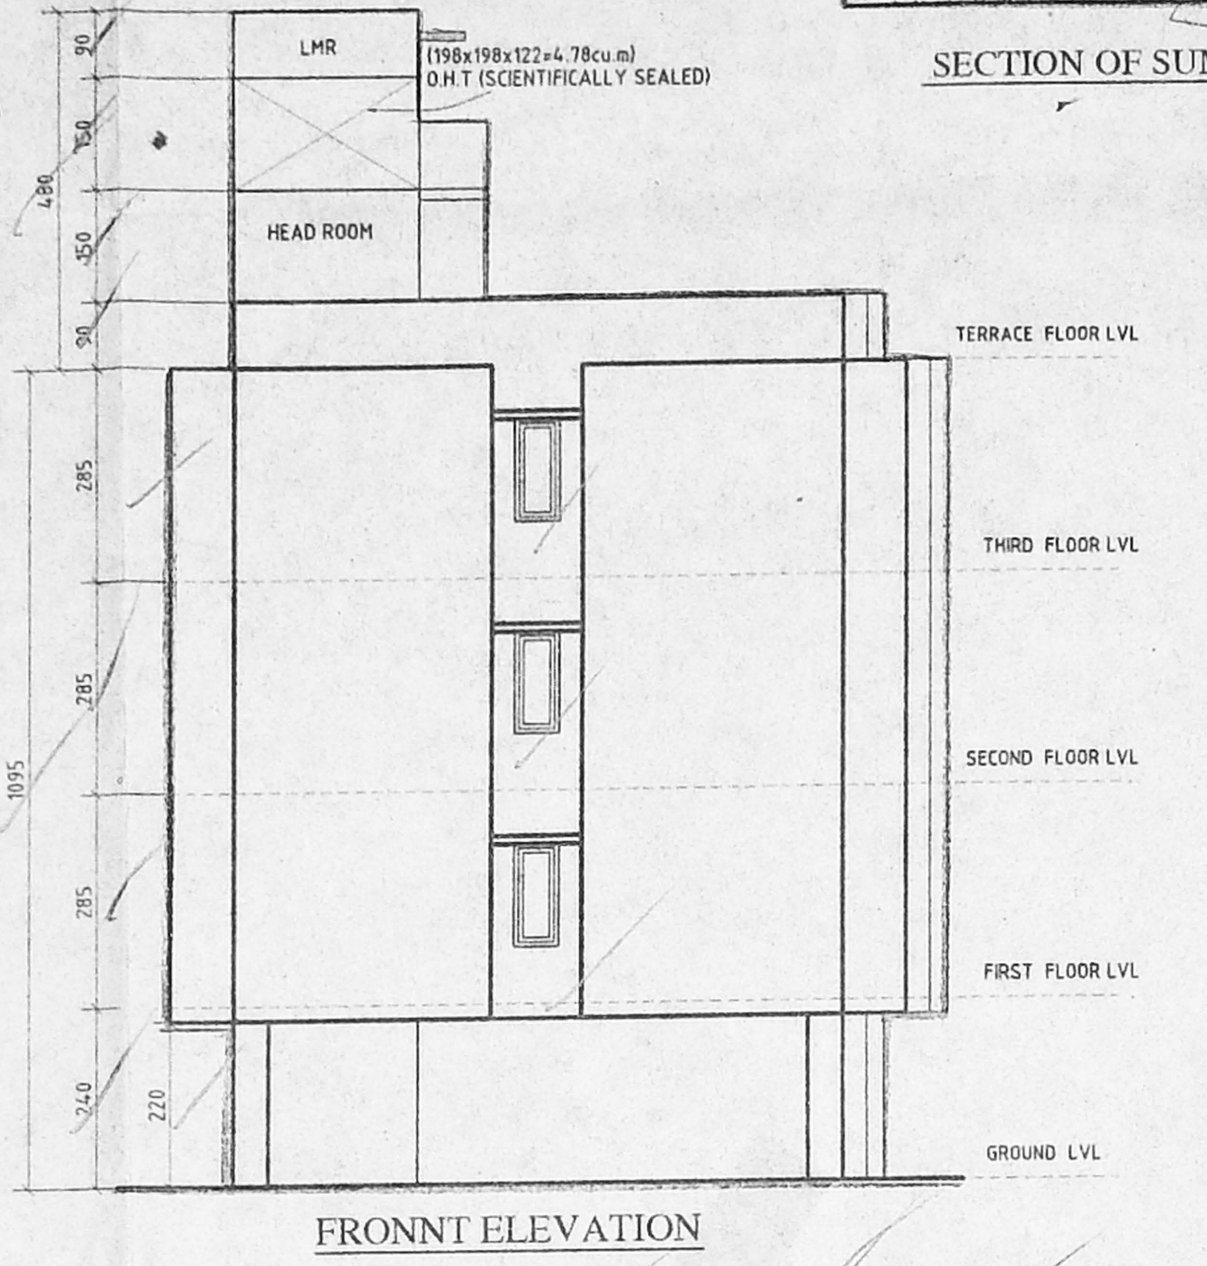 SECTION OF SUM
90
LMR
(198x198x122=4.78cu.m)
O.H.T (SCIENTIFICALLY SEALED)
150
480
150
HEAD ROOM
90
TERRACE FLOOR LVL
285
THIRD FLOOR LVL
285
SECOND FLOOR LVL
1095
285
FIRST FLOOR LVL
240
220
GROUND LVL
FRONNT ELEVATION